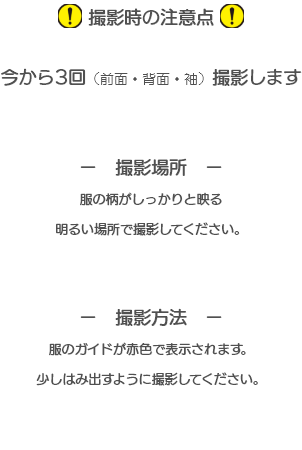 撮影時の注意点
今から3回（前面・背面・袖）撮影します
ー　撮影場所　ー
服の柄がしっかりと映る
明るい場所で撮影してください。
ー　撮影方法　ー
服のガイドが赤色で表示されます。
少しはみ出すように撮影してください。